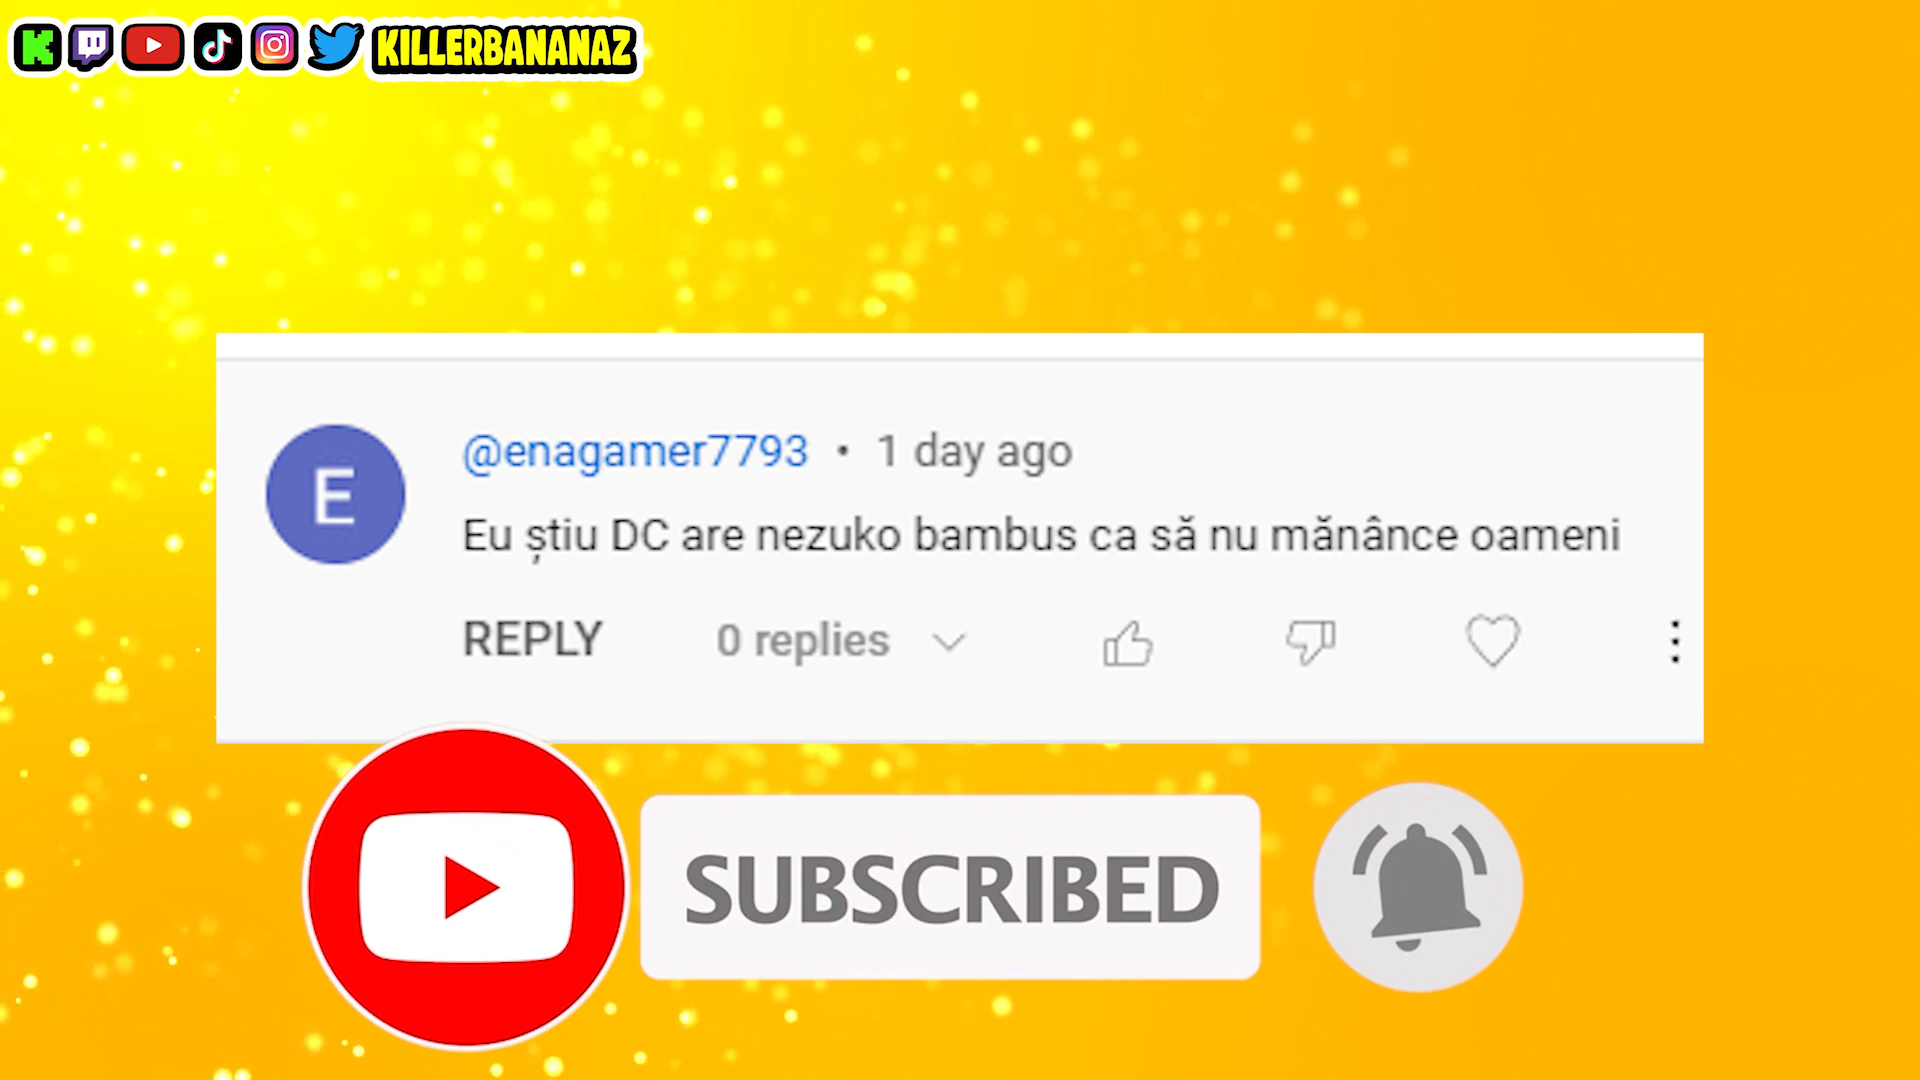 KILLERBANANAZ
E
@enagamer7793 • 1 day ago
Eu știu DC are nezuko bambus ca să nu mănânce oameni
REPLY 0 replies
SUBSCRIBED